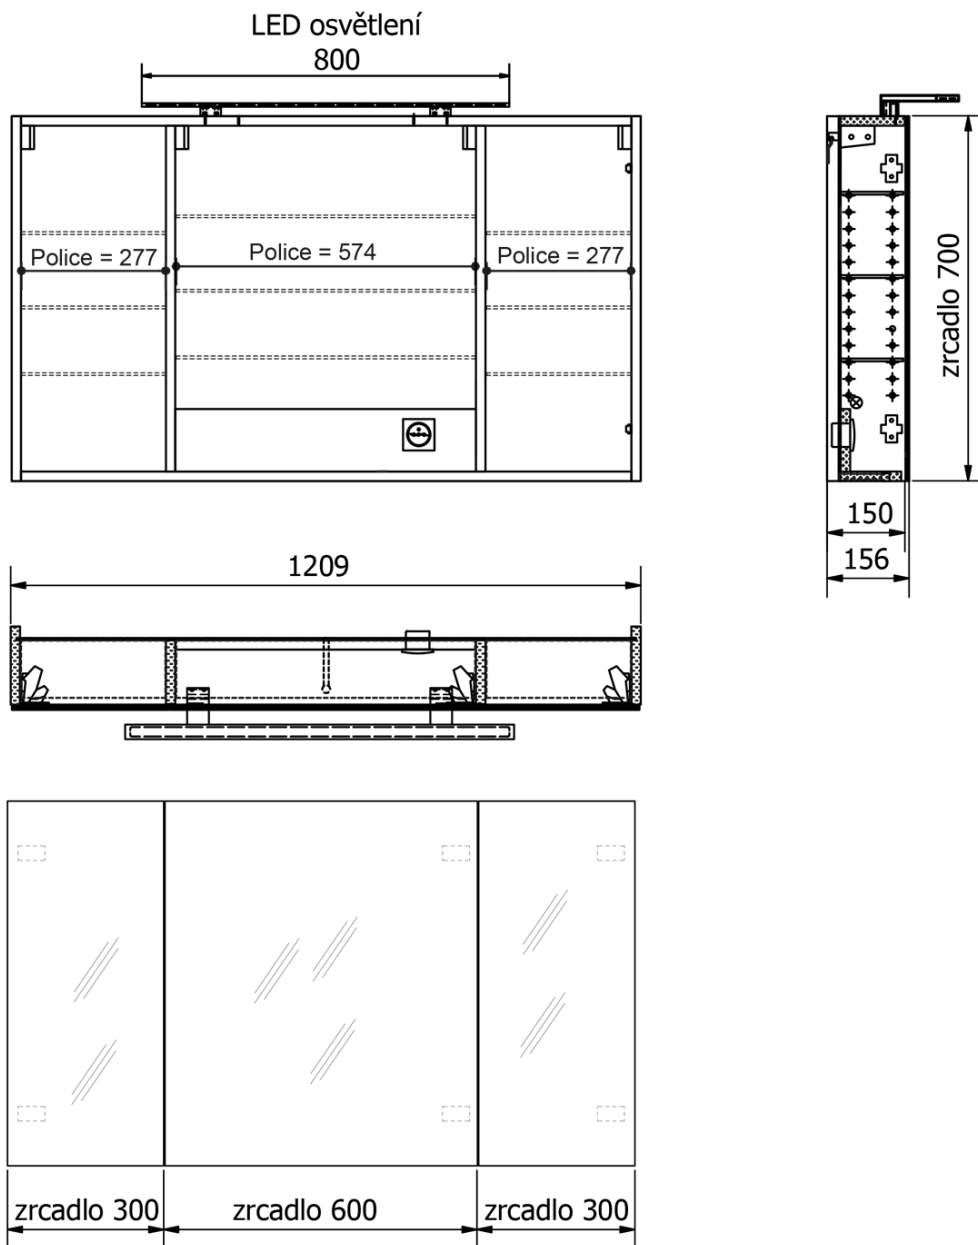 LED osvětlení
800
Police = 277
Police = 574
Police = 277
zrcadlo 700
150
156
1209
zrcadlo 300
zrcadlo 600
zrcadlo 300